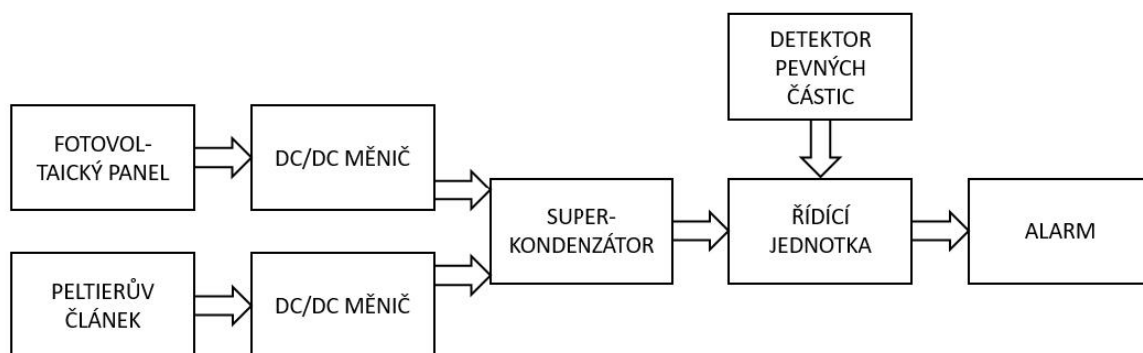 DETEKTOR
PEVNÝCH
ČÁSTIC
FOTOVOL-
TAICKÝ PANEL
DC/DC MĚNIČ
SUPER-
KONDENZÁTOR
ŘÍDÍCÍ
JEDNOTKA
ALARM
PELTIERŮV
ČLÁNEK
DC/DC MĚNIČ